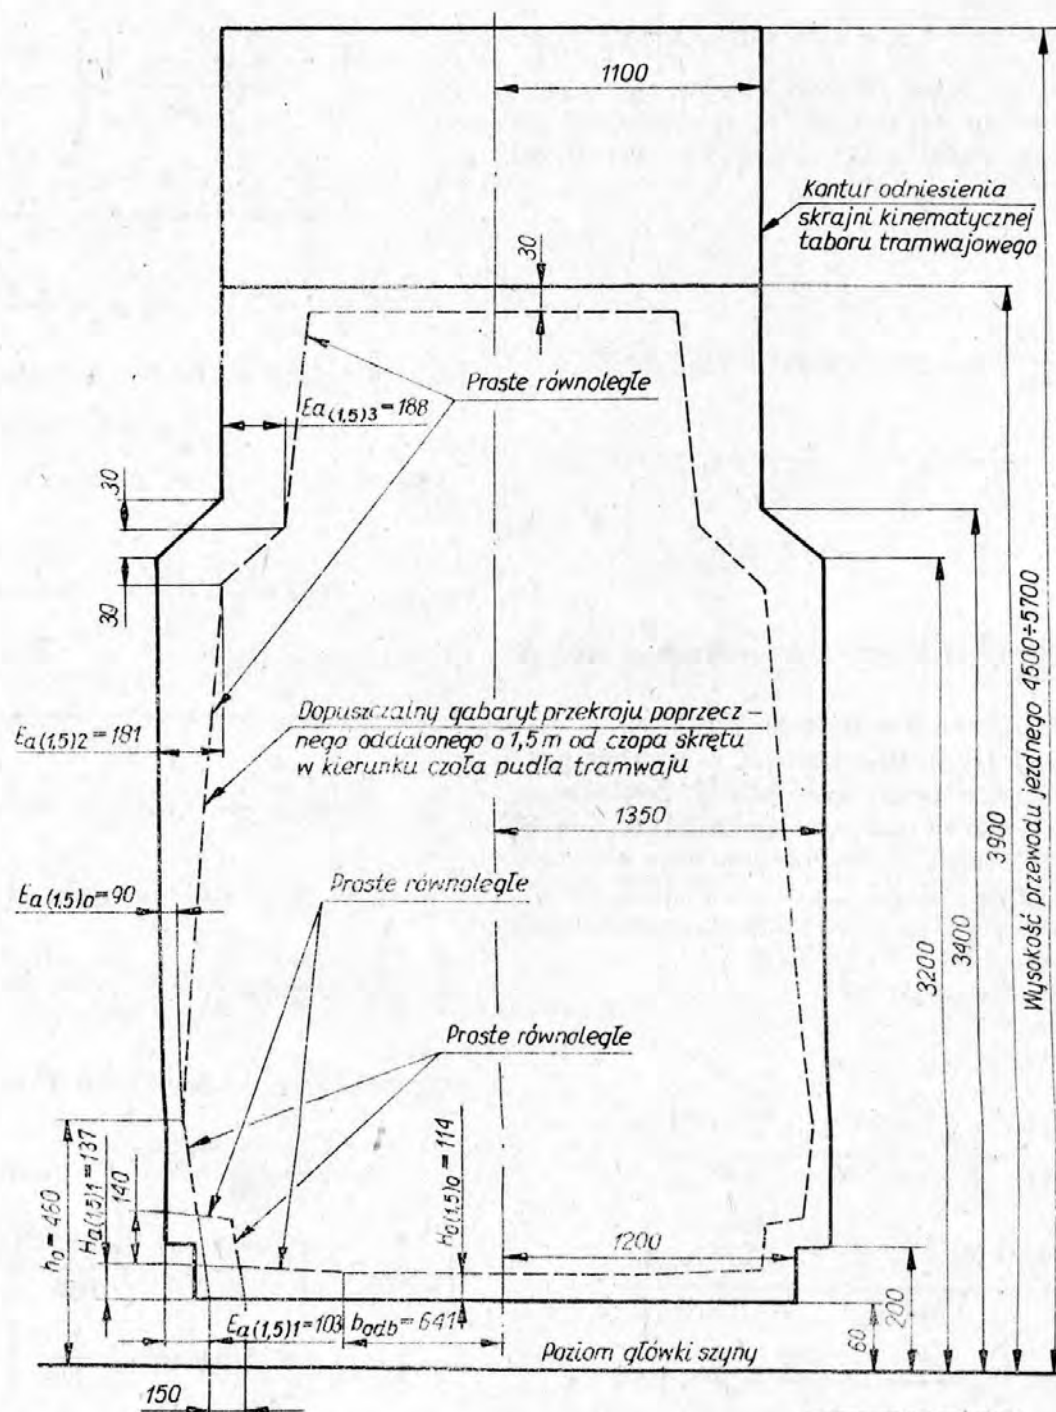 1100
Kontur odniesienia
skrajni kinematycznej
taboru tramwajowego
30
Proste równoległe
Ea(1,5)3=188
30
30
Dopuszczalny gabaryt przekroju poprzecz-
nego oddalonego o 1,5 m od czopa skrętu
w kierunku czoła pudła tramwaju
Ea(1,5)2=181
1350
Wysokość przewodu jezdnego 4500÷5700
3900
3400
3200
Proste równoległe
Ea(1,5)0=90
Proste równoległe
h0=460
Ha(1,5)1=137
140
H0(1,5)0=114
1200
Ea(1,5)1=103
bodb=641
60
200
Poziom główki szyny
150